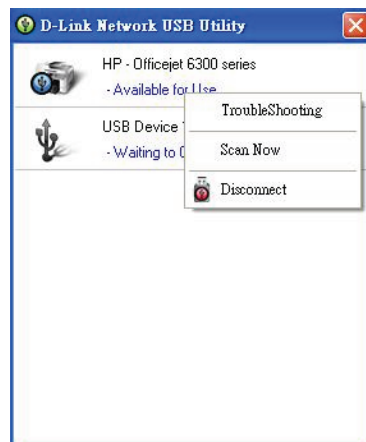 D-Link Network USB Utility
HP - Officejet 6300 series
- Available for Use
TroubleShooting
USB Device
Scan Now
- Waiting to
Disconnect